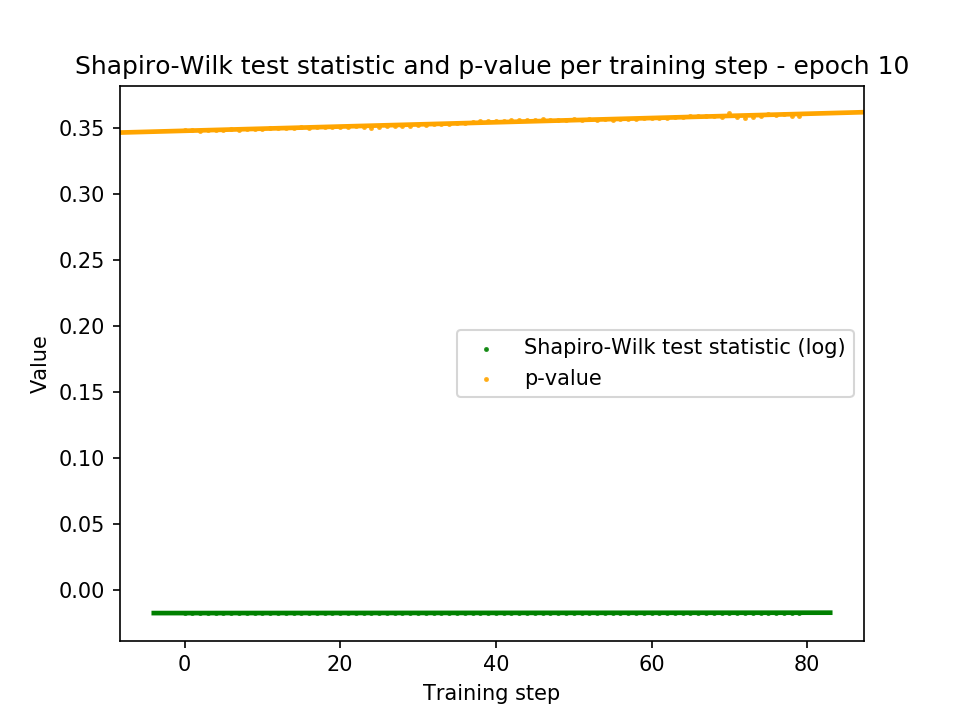 Shapiro-Wilk test statistic and p-value per training step - epoch 10
Value
0.35
0.30
0.25
0.20
0.15
0.10
0.05
0.00
Shapiro-Wilk test statistic (log)
p-value
0 20 40 60 80
Training step